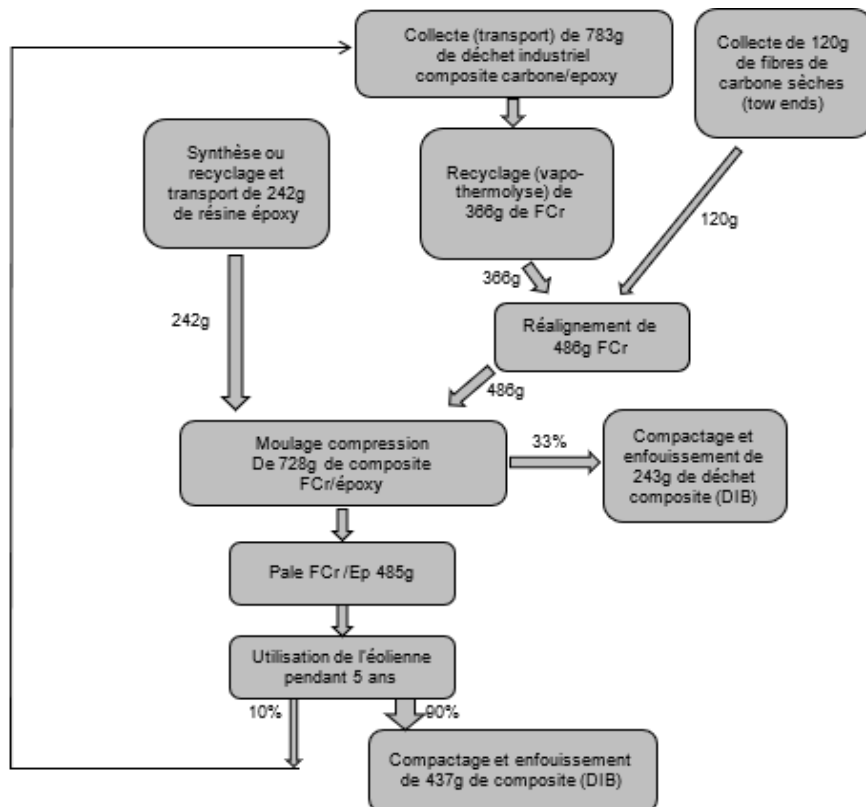 Collecte (transport) de 783g
de déchet industriel
composite carbone/epoxy
Collecte de 120g
de fibres de
carbone sèches
(tow ends)
Synthèse ou
recyclage et
transport de 242g
de résine époxy
Recyclage (vapo-
thermolyse) de
366g de FCr
120g
366g
242g
Réalignement de
486g FCr
486g
Moulage compression
De 728g de composite
FCr/époxy
33%
Compactage et
enfouissement de
243g de déchet
composite (DIB)
Pale FCr /Ep 485g
Utilisation de l'éolienne
pendant 5 ans
10%
90%
Compactage et enfouissement
de 437g de composite (DIB)